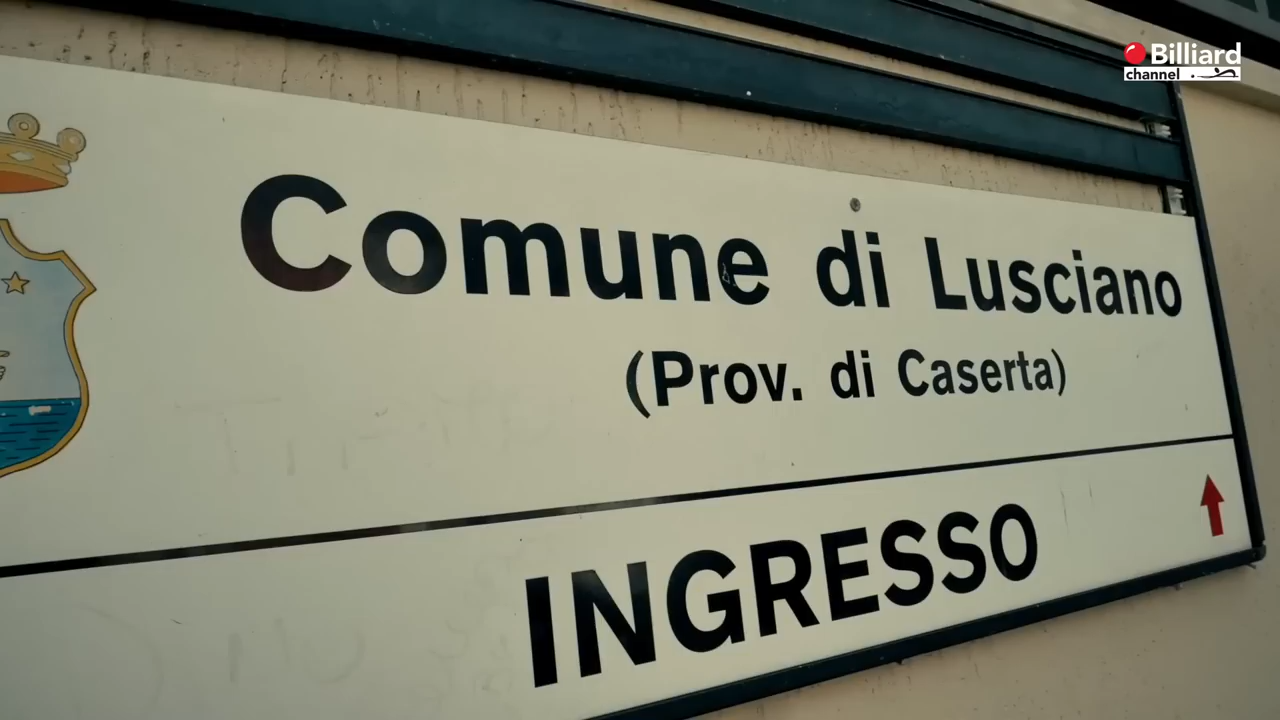 Billiard
channel
Comune di Lusciano
(Prov. di Caserta)
INGRESSO